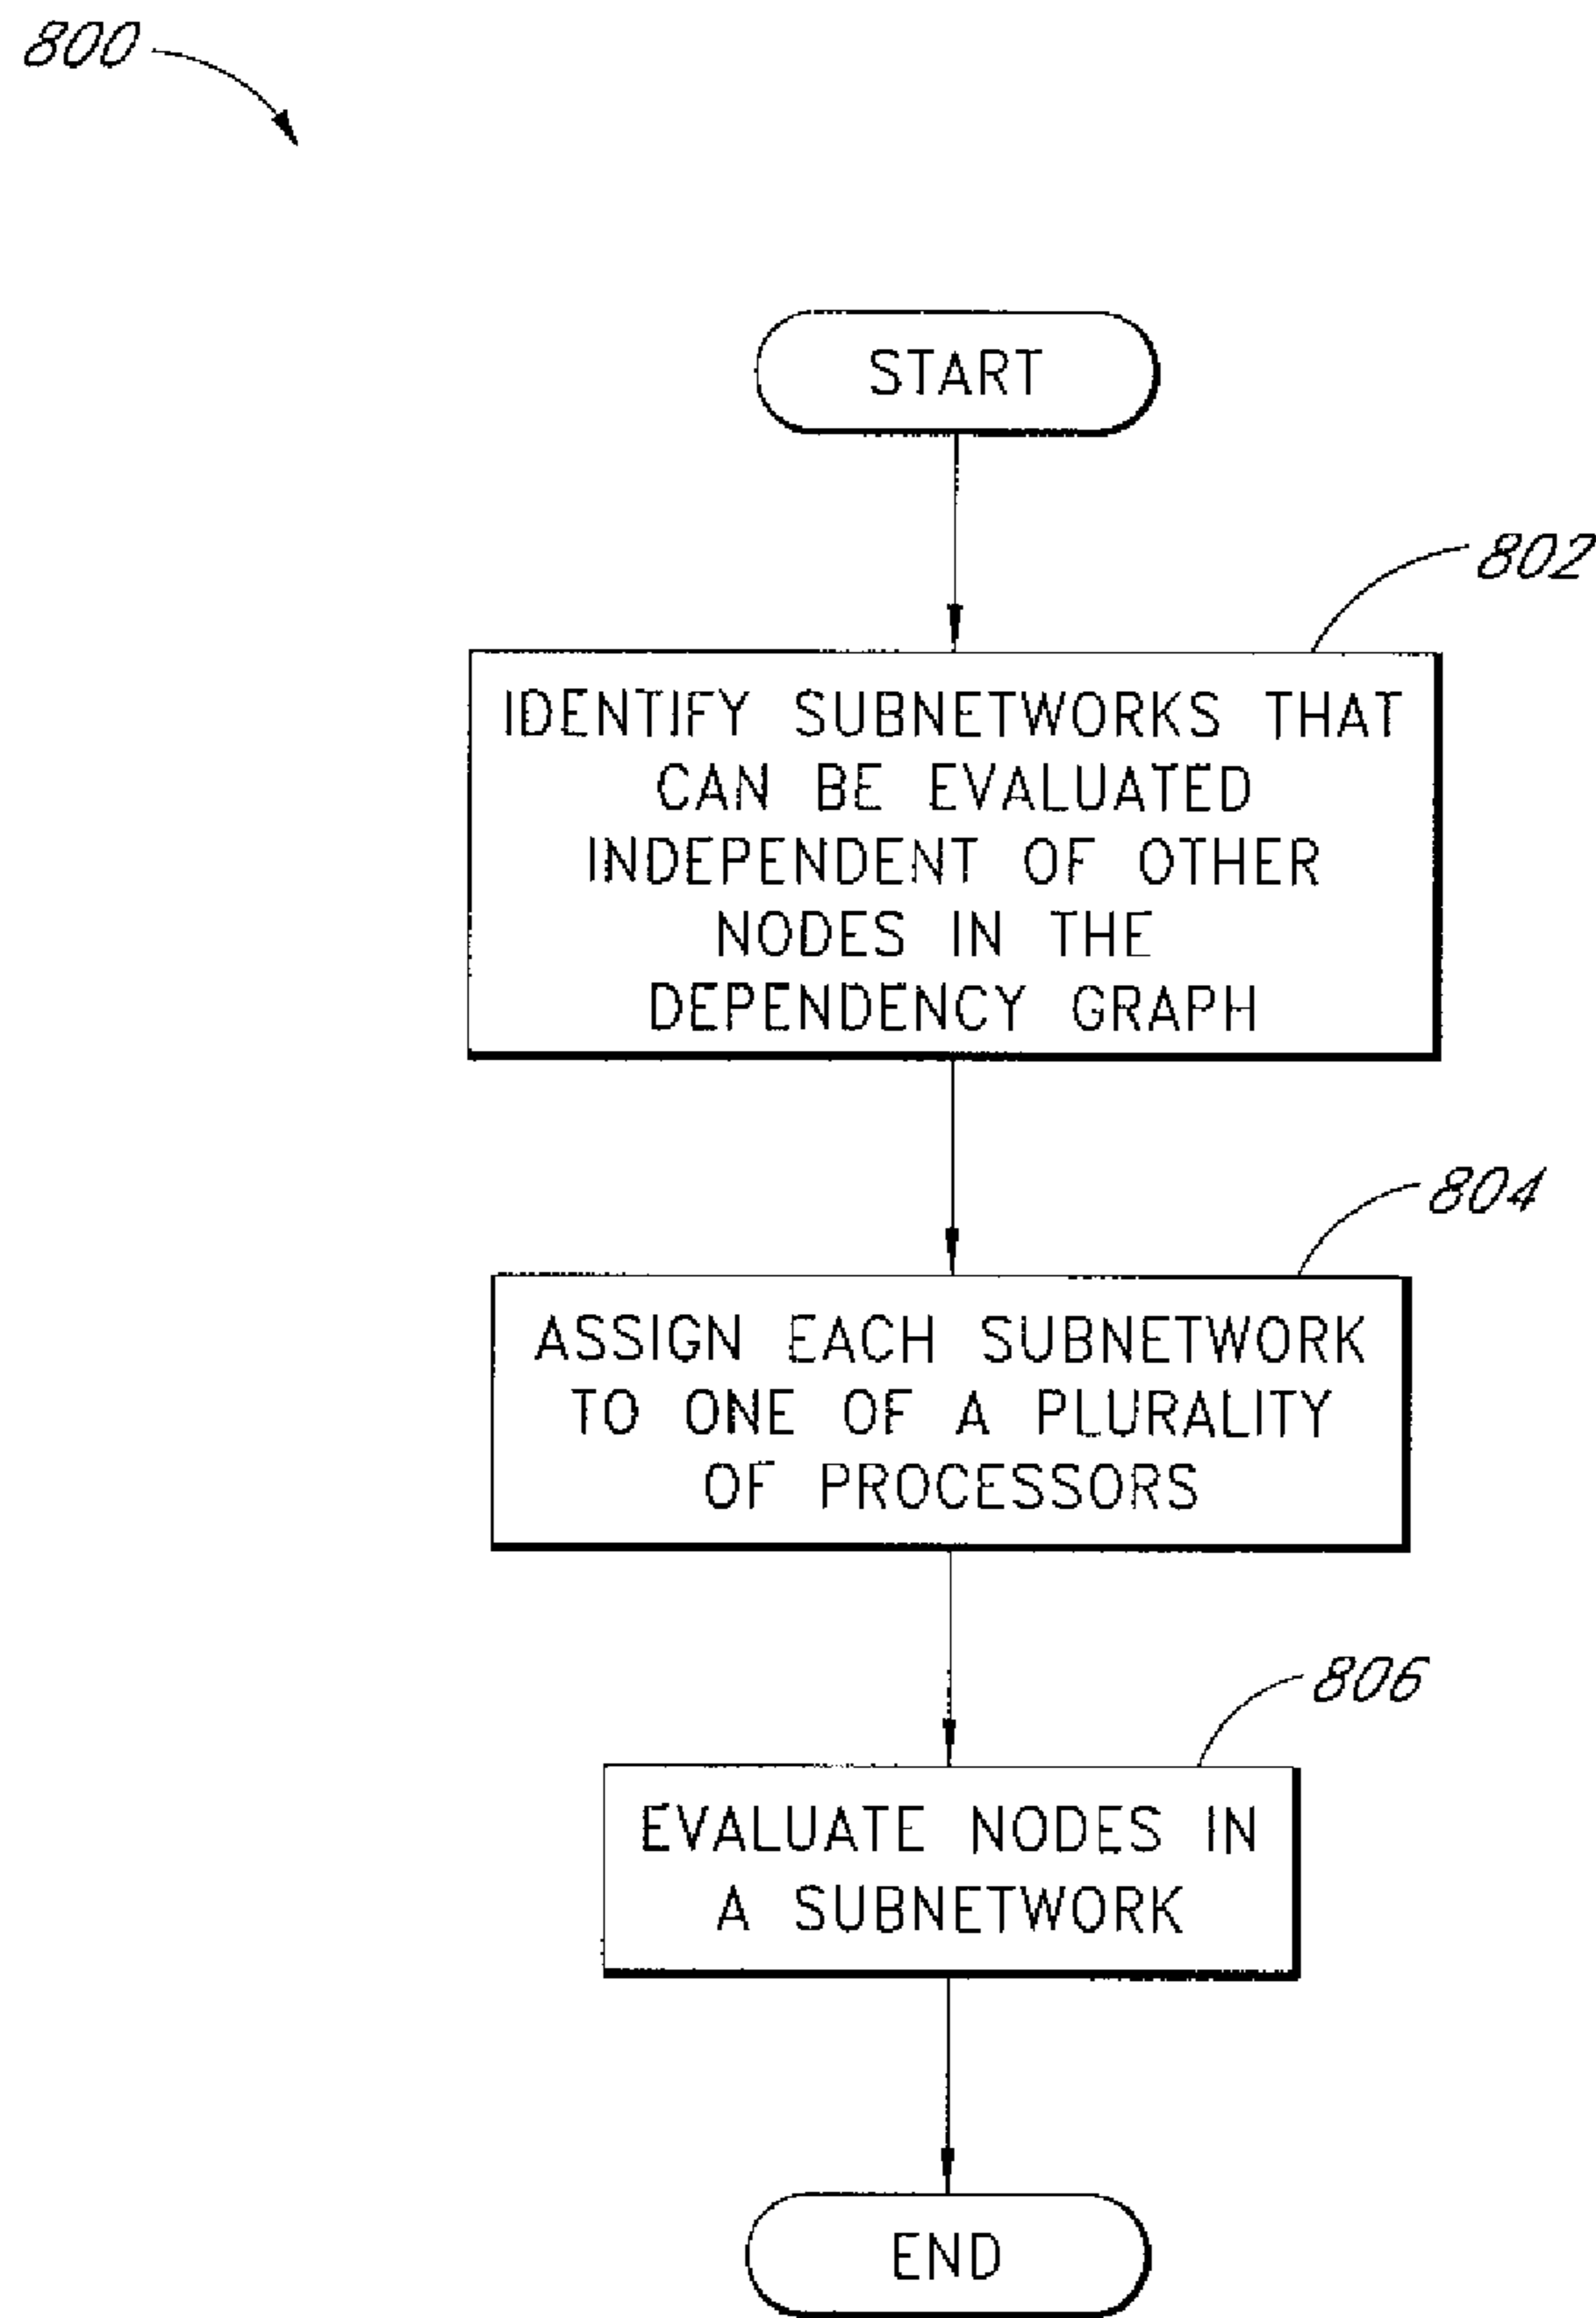 800
START
802
IDENTIFY SUBNETWORKS THAT
CAN BE EVALUATED
INDEPENDENT OF OTHER
NODES IN THE
DEPENDENCY GRAPH
804
ASSIGN EACH SUBNETWORK
TO ONE OF A PLURALITY
OF PROCESSORS
806
EVALUATE NODES IN
A SUBNETWORK
END